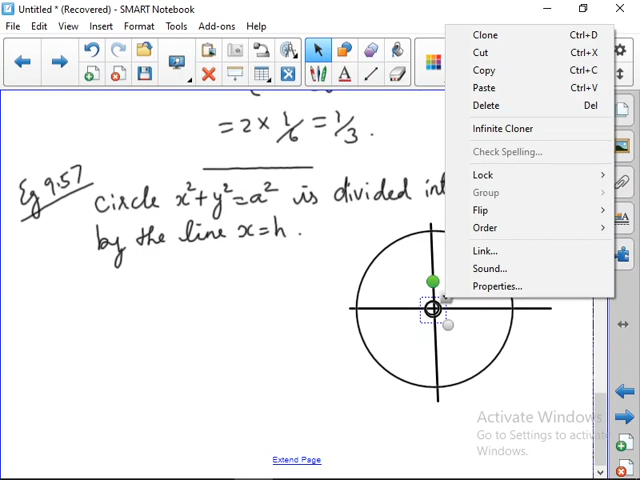 Untitled * (Recovered) - SMART Notebook
File Edit View Insert Format Tools Add-ons Help
= 2 × 1/6 = 1/3 .
Eg 9.57
Circle x²+y²=a² is divided int
by the line x=h .
Clone Ctrl+D
Cut Ctrl+X
Copy Ctrl+C
Paste Ctrl+V
Delete Del
Infinite Cloner
Check Spelling...
Lock
Group
Flip
Order
Link...
Sound...
Properties...
Activate Windows
Go to Settings to activate
Windows.
Extend Page